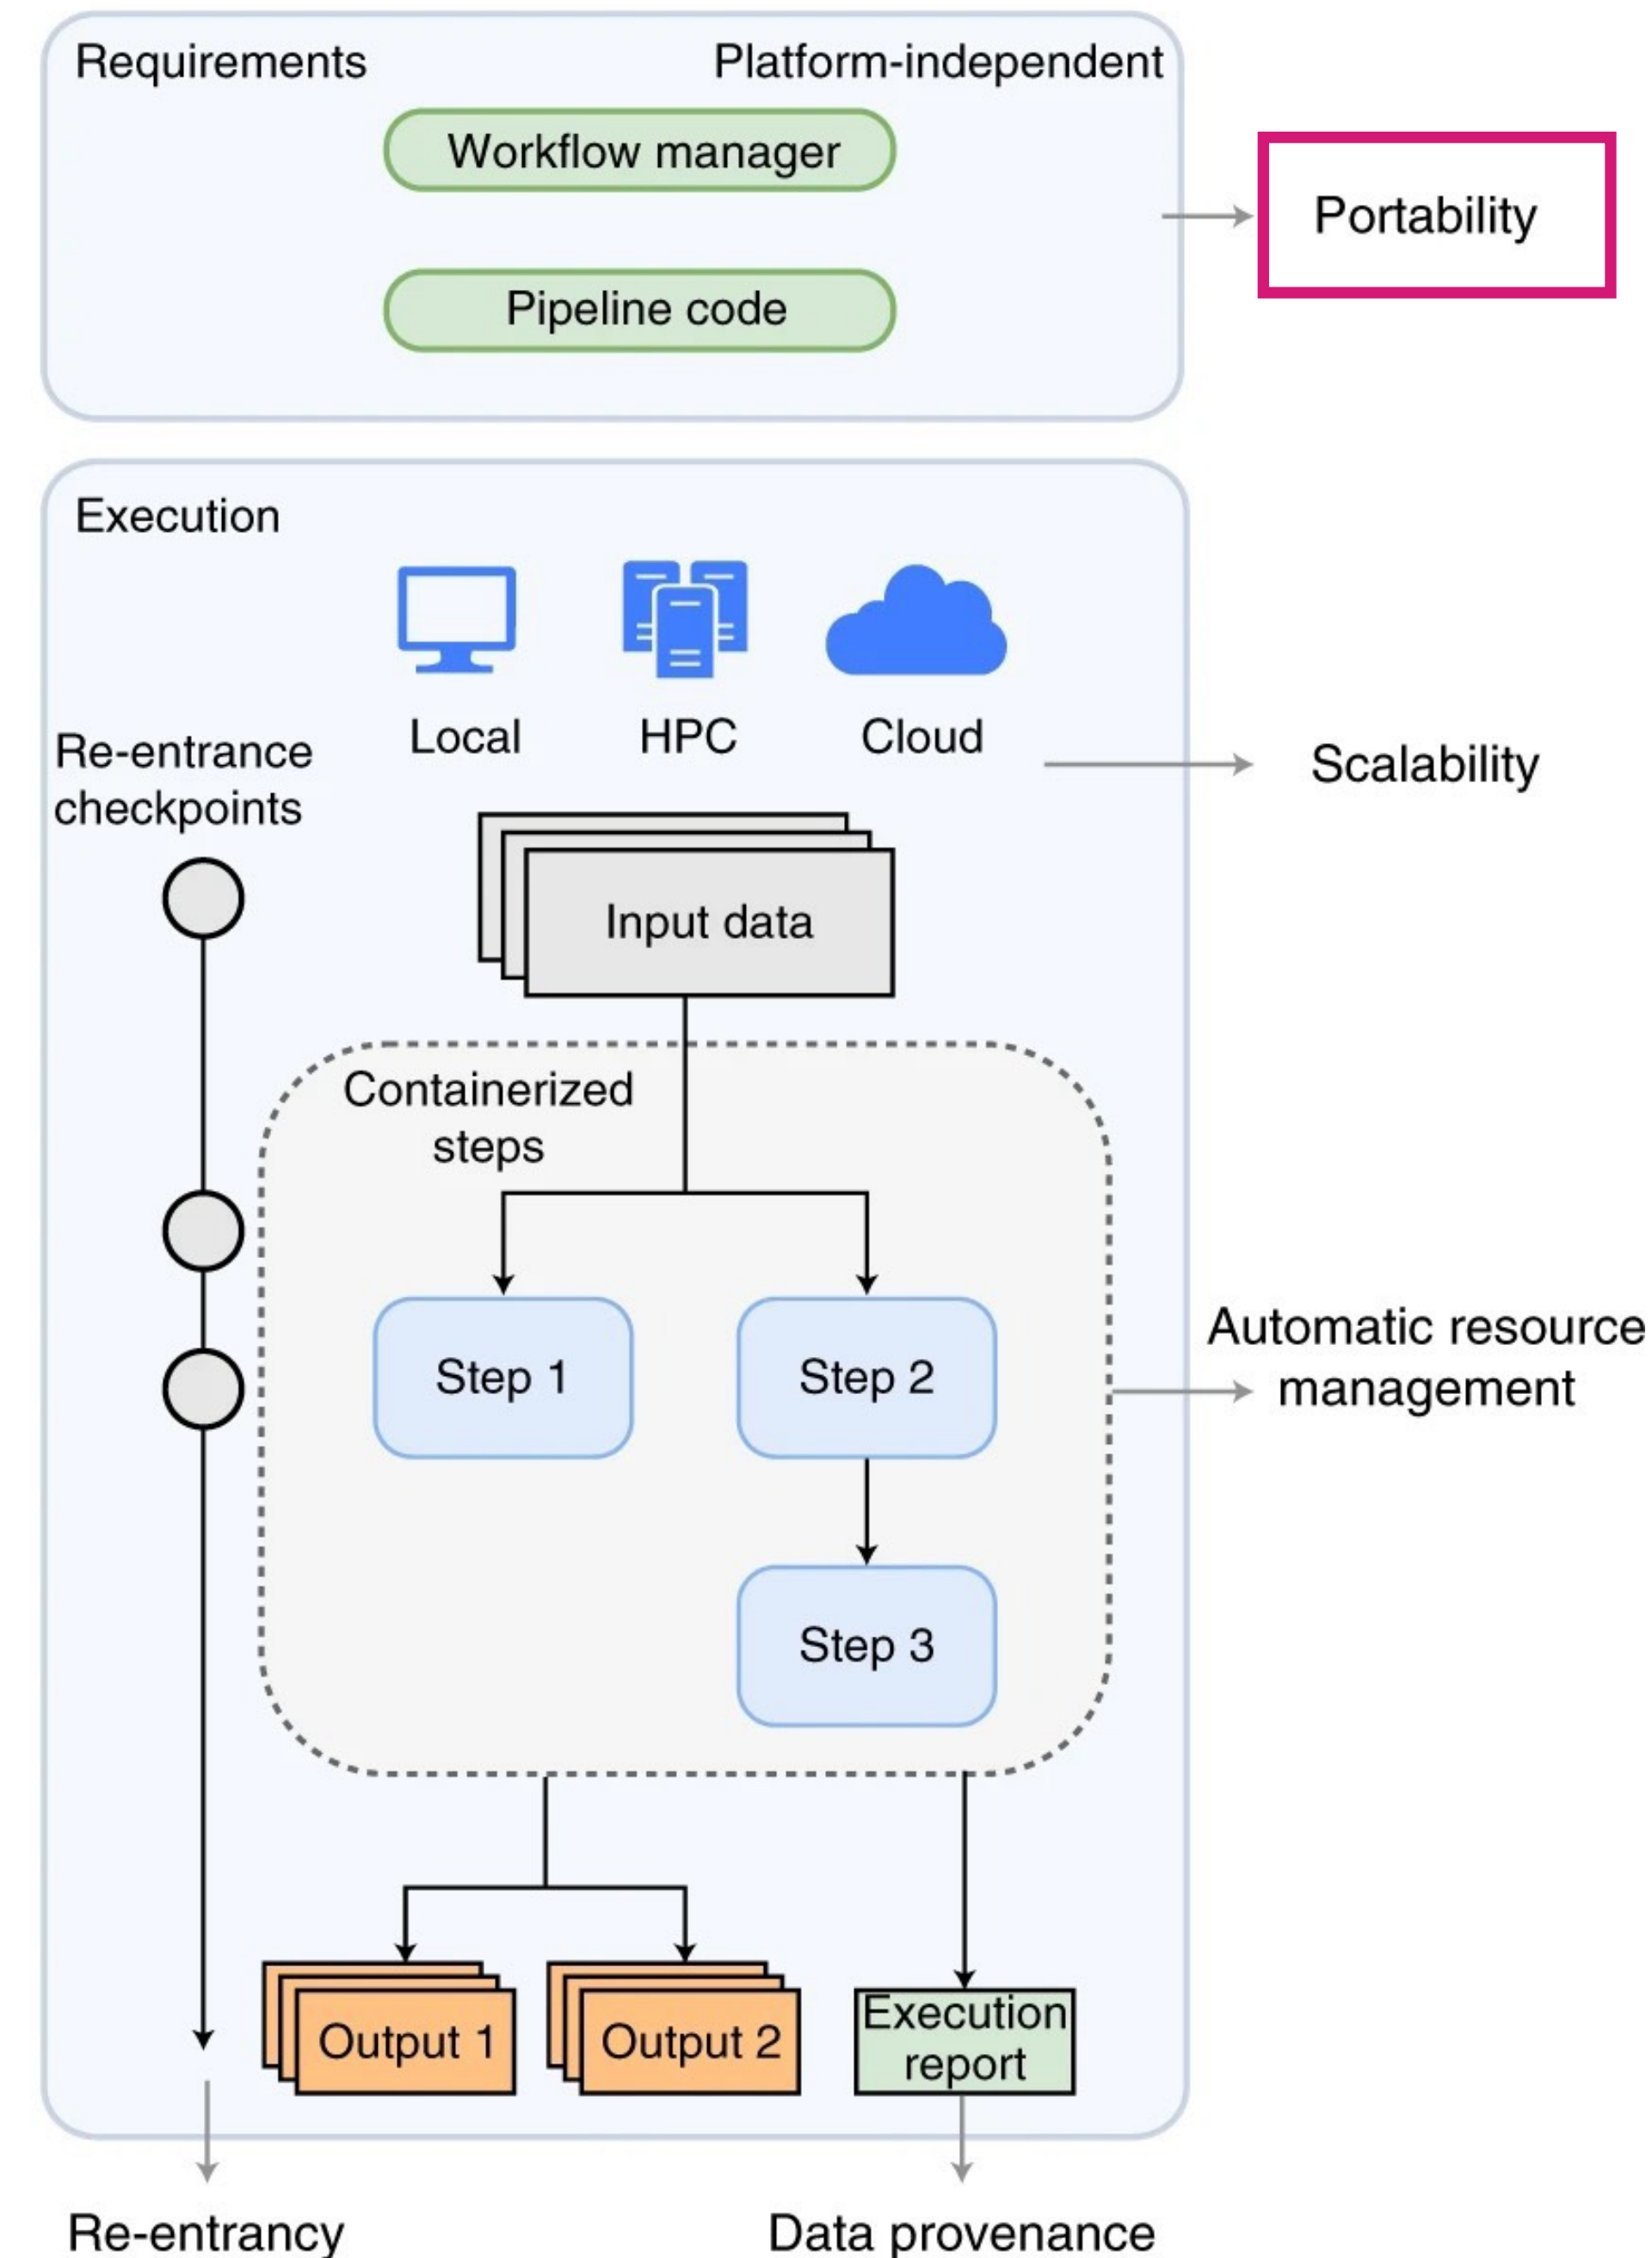 Requirements
Platform-independent
Workflow manager
Portability
Pipeline code
Execution
Local
HPC
Cloud
Re-entrance
checkpoints
Scalability
Input data
Containerized
steps
Automatic resource
management
Step 1
Step 2
Step 3
Output 1
Output 2
Execution
report
Re-entrancy
Data provenance